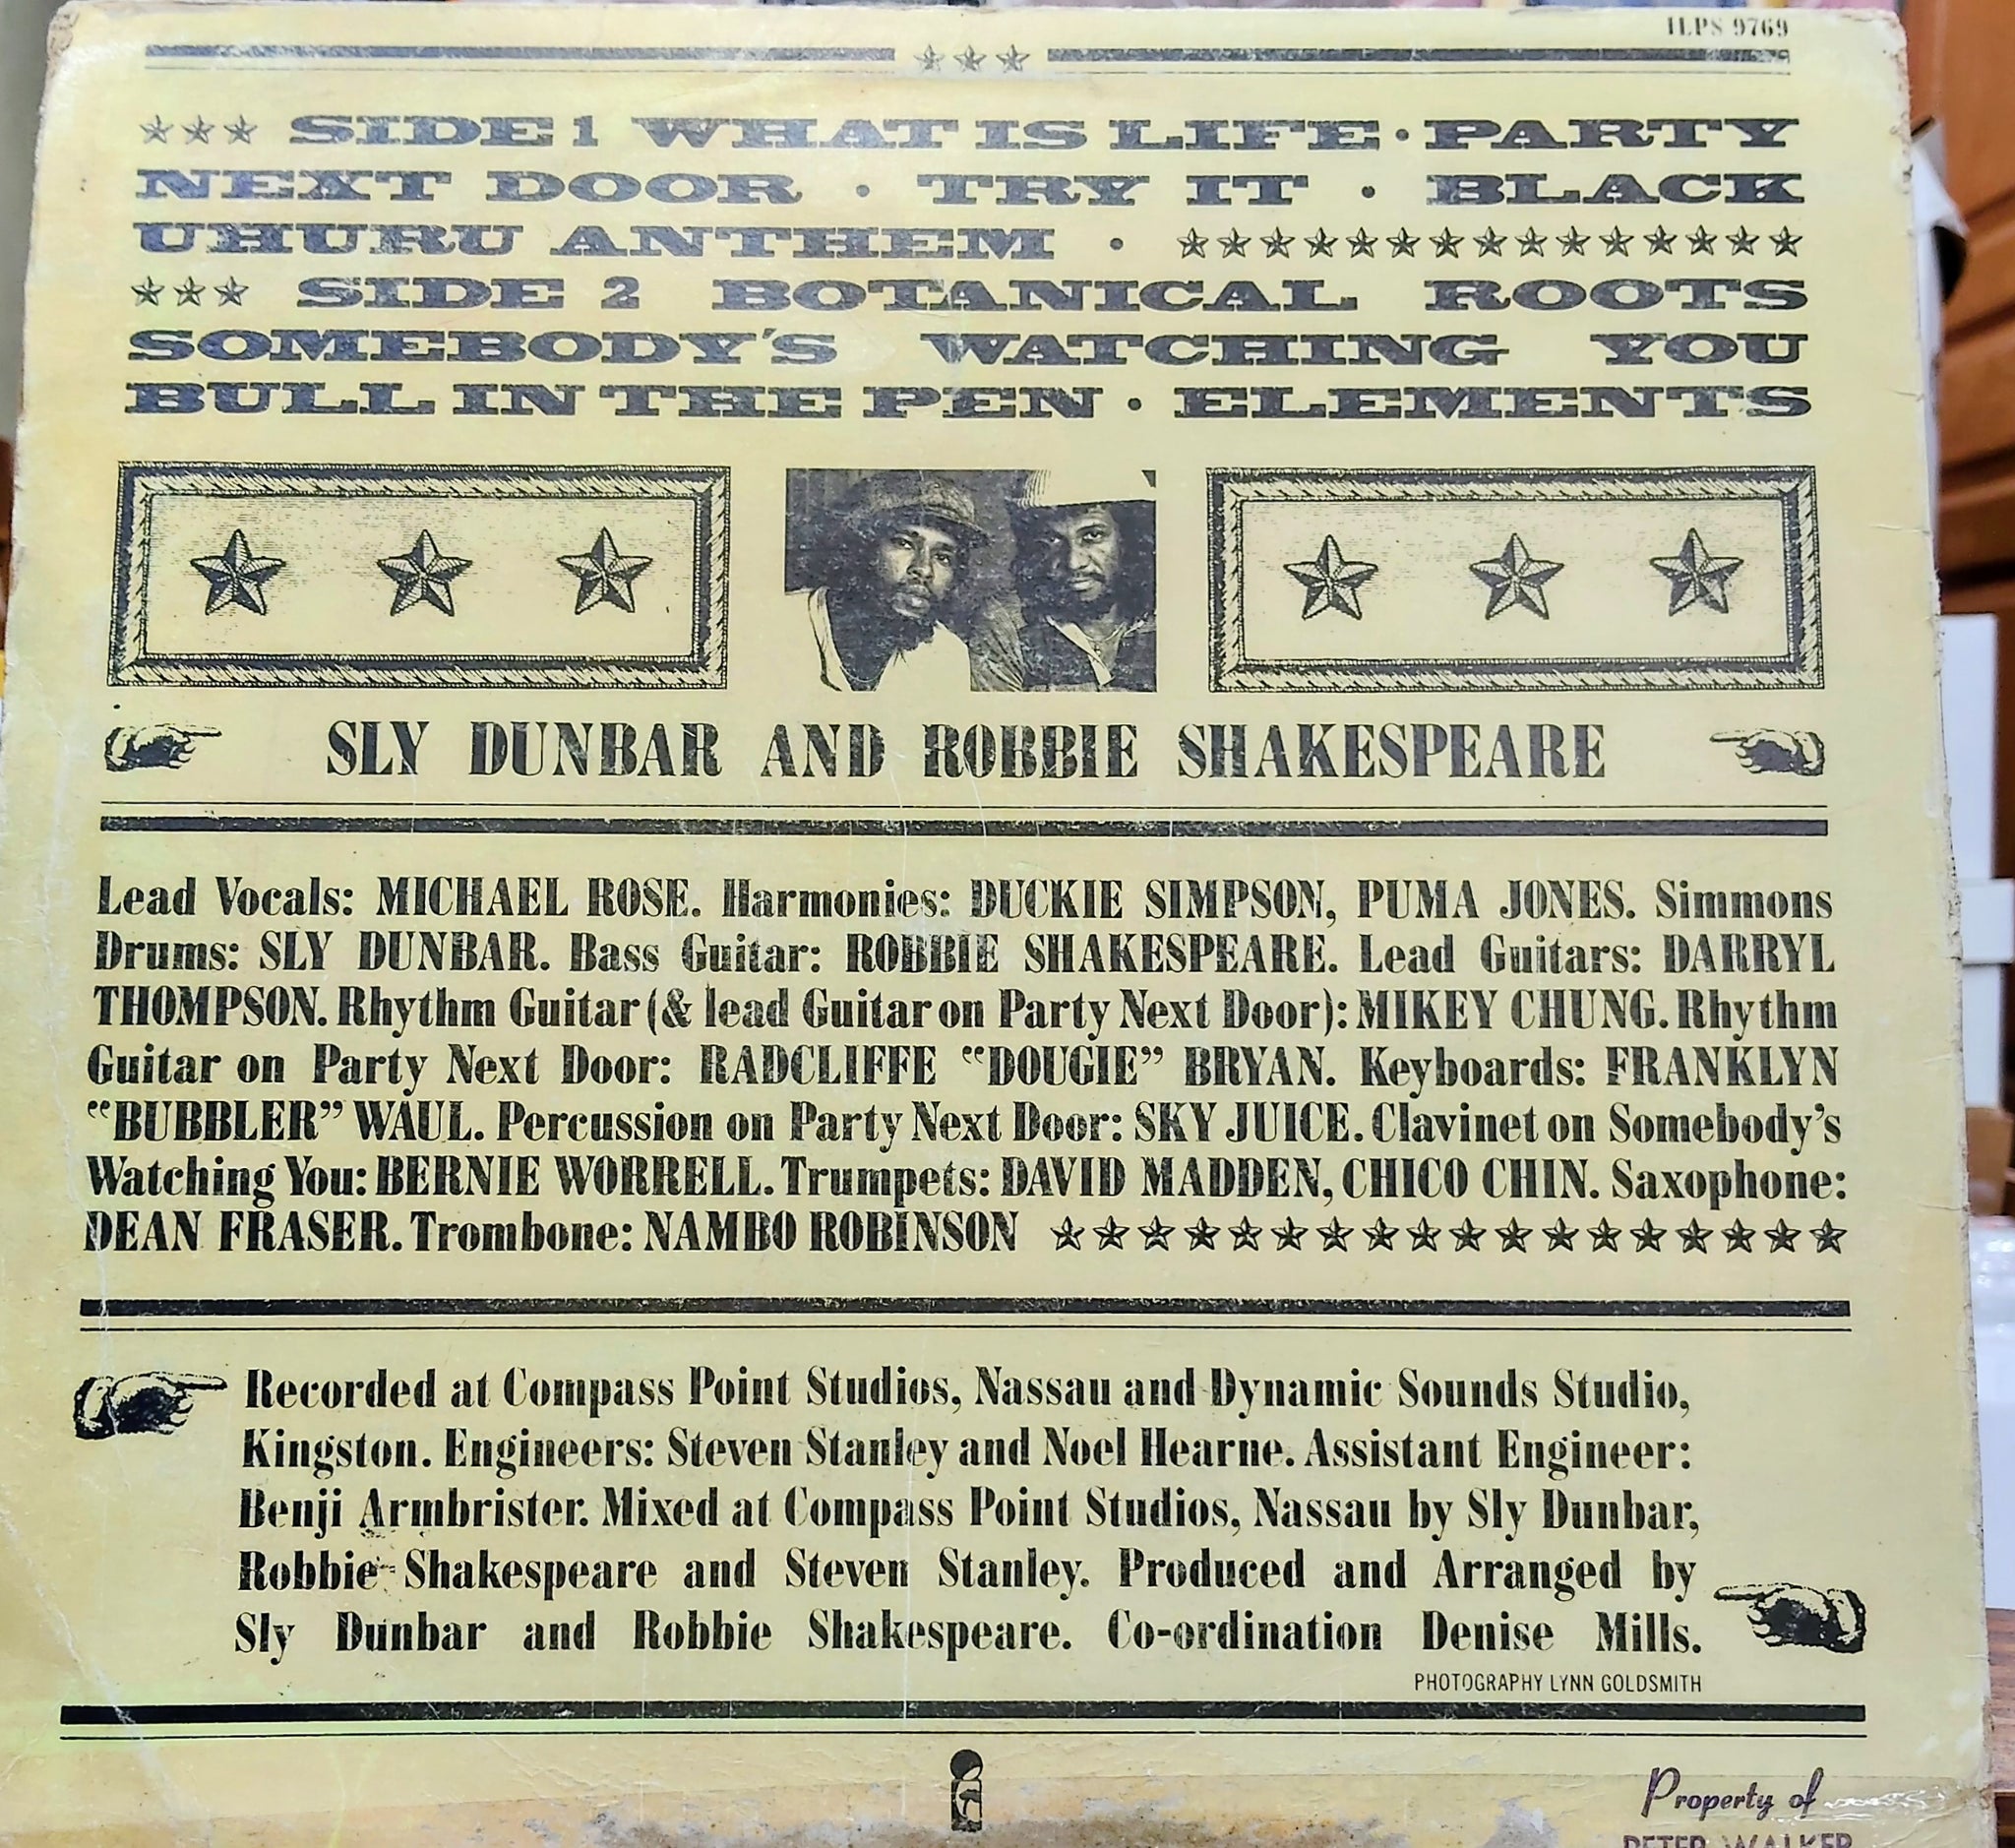 ILPS 9769
SIDE 1 WHAT IS LIFE · PARTY
NEXT DOOR · TRY IT · BLACK
UHURU ANTHEM ·
SIDE 2 BOTANICAL ROOTS
SOMEBODY'S WATCHING YOU
BULL IN THE PEN · ELEMENTS
SLY DUNBAR AND ROBBIE SHAKESPEARE
Lead Vocals: MICHAEL ROSE. Harmonies: DUCKIE SIMPSON, PUMA JONES. Simmons
Drums: SLY DUNBAR. Bass Guitar: ROBBIE SHAKESPEARE. Lead Guitars: DARRYL
THOMPSON. Rhythm Guitar (& lead Guitar on Party Next Door): MIKEY CHUNG. Rhythm
Guitar on Party Next Door: RADCLIFFE “DOUGIE” BRYAN. Keyboards: FRANKLYN
“BUBBLER” WAUL. Percussion on Party Next Door: SKY JUICE. Clavinet on Somebody's
Watching You: BERNIE WORRELL. Trumpets: DAVID MADDEN, CHICO CHIN. Saxophone:
DEAN FRASER. Trombone: NAMBO ROBINSON
Recorded at Compass Point Studios, Nassau and Dynamic Sounds Studio,
Kingston. Engineers: Steven Stanley and Noel Hearne. Assistant Engineer:
Benji Armbrister. Mixed at Compass Point Studios, Nassau by Sly Dunbar,
Robbie Shakespeare and Steven Stanley. Produced and Arranged by
Sly Dunbar and Robbie Shakespeare. Co-ordination Denise Mills.
PHOTOGRAPHY LYNN GOLDSMITH
Property of
PETER WALKER